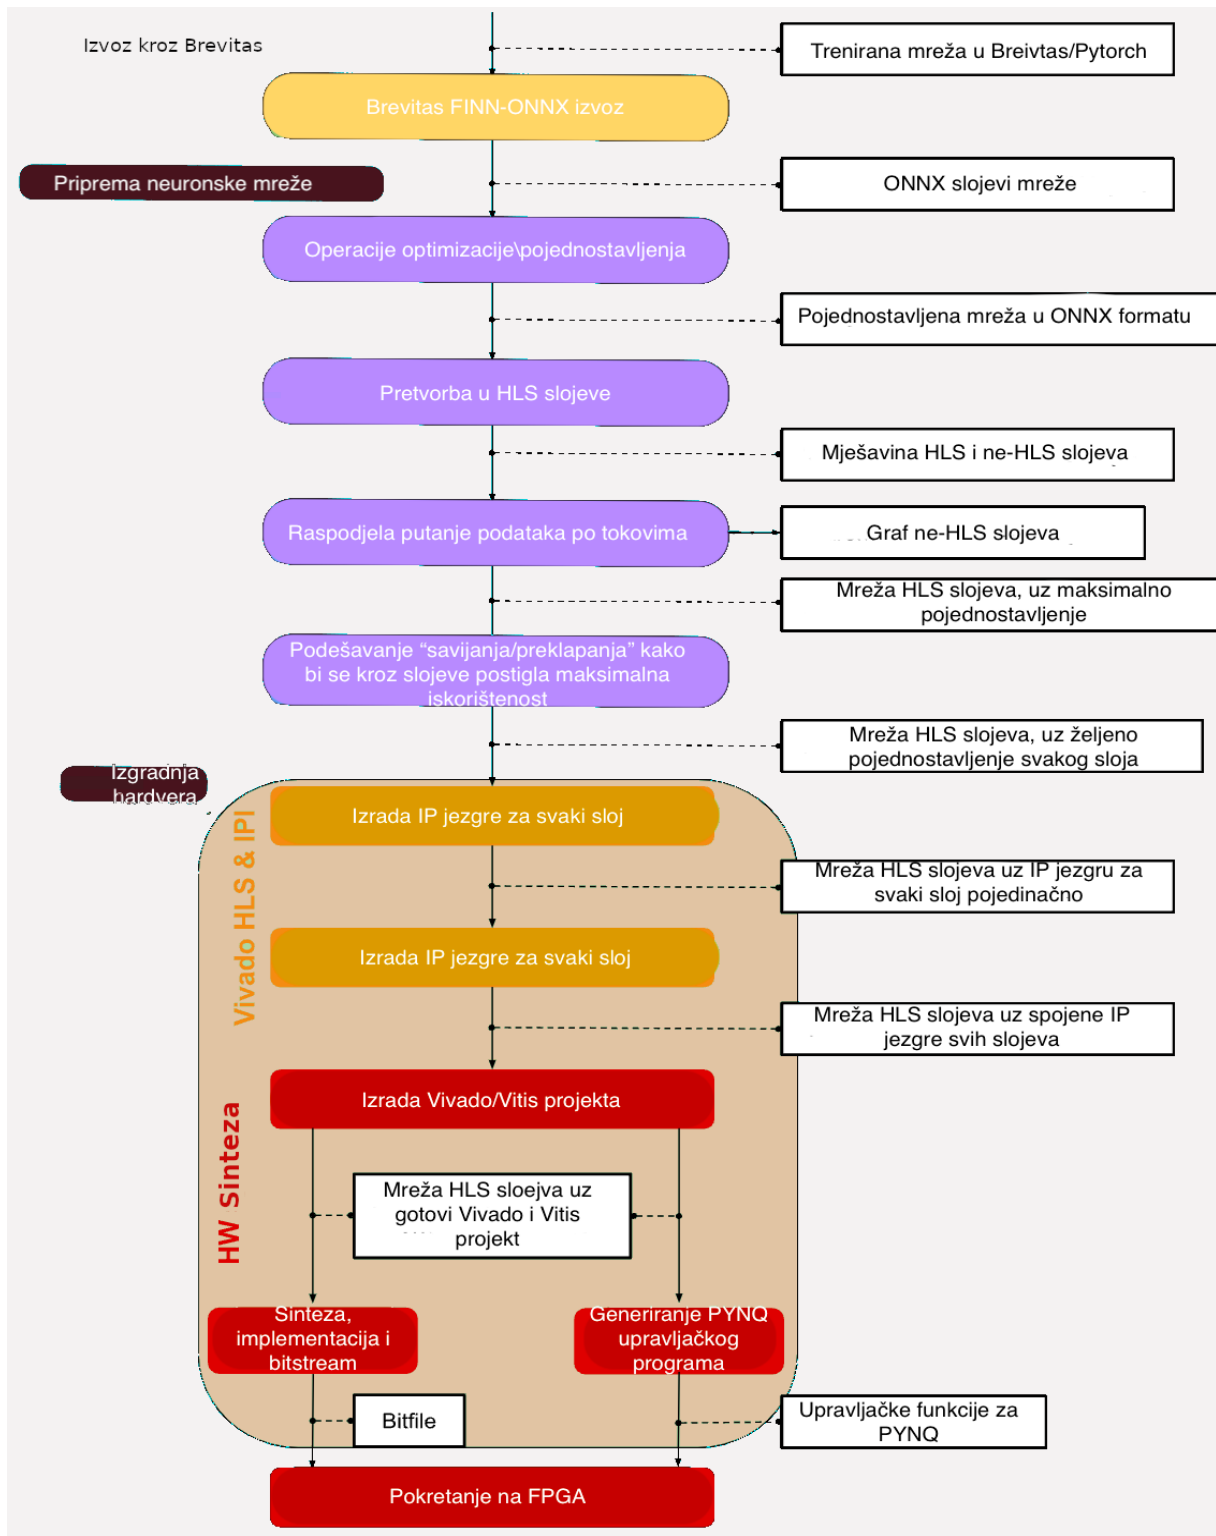 Izvoz kroz Brevitas
Trenirana mreža u Breivtas/Pytorch
Brevitas FINN-ONNX izvoz
Priprema neuronske mreže
ONNX slojevi mreže
Operacije optimizacije\pojednostavljenja
Pojednostavljena mreža u ONNX formatu
Pretvorba u HLS slojeve
Mješavina HLS i ne-HLS slojeva
Raspodjela putanje podataka po tokovima
Graf ne-HLS slojeva
Mreža HLS slojeva, uz maksimalno
pojednostavljenje
Podešavanje “savijanja/preklapanja” kako
bi se kroz slojeve postigla maksimalna
iskorištenost
Mreža HLS slojeva, uz željeno
pojednostavljenje svakog sloja
Izgradnja
hardvera
Vivado HLS & IPI
Izrada IP jezgre za svaki sloj
Mreža HLS slojeva uz IP jezgru za
svaki sloj pojedinačno
Izrada IP jezgre za svaki sloj
Mreža HLS slojeva uz spojene IP
jezgre svih slojeva
HW Sinteza
Izrada Vivado/Vitis projekta
Mreža HLS sloejva uz
gotovi Vivado i Vitis
projekt
Sinteza,
implementacija i
bitstream
Generiranje PYNQ
upravljačkog
programa
Bitfile
Upravljačke funkcije za
PYNQ
Pokretanje na FPGA